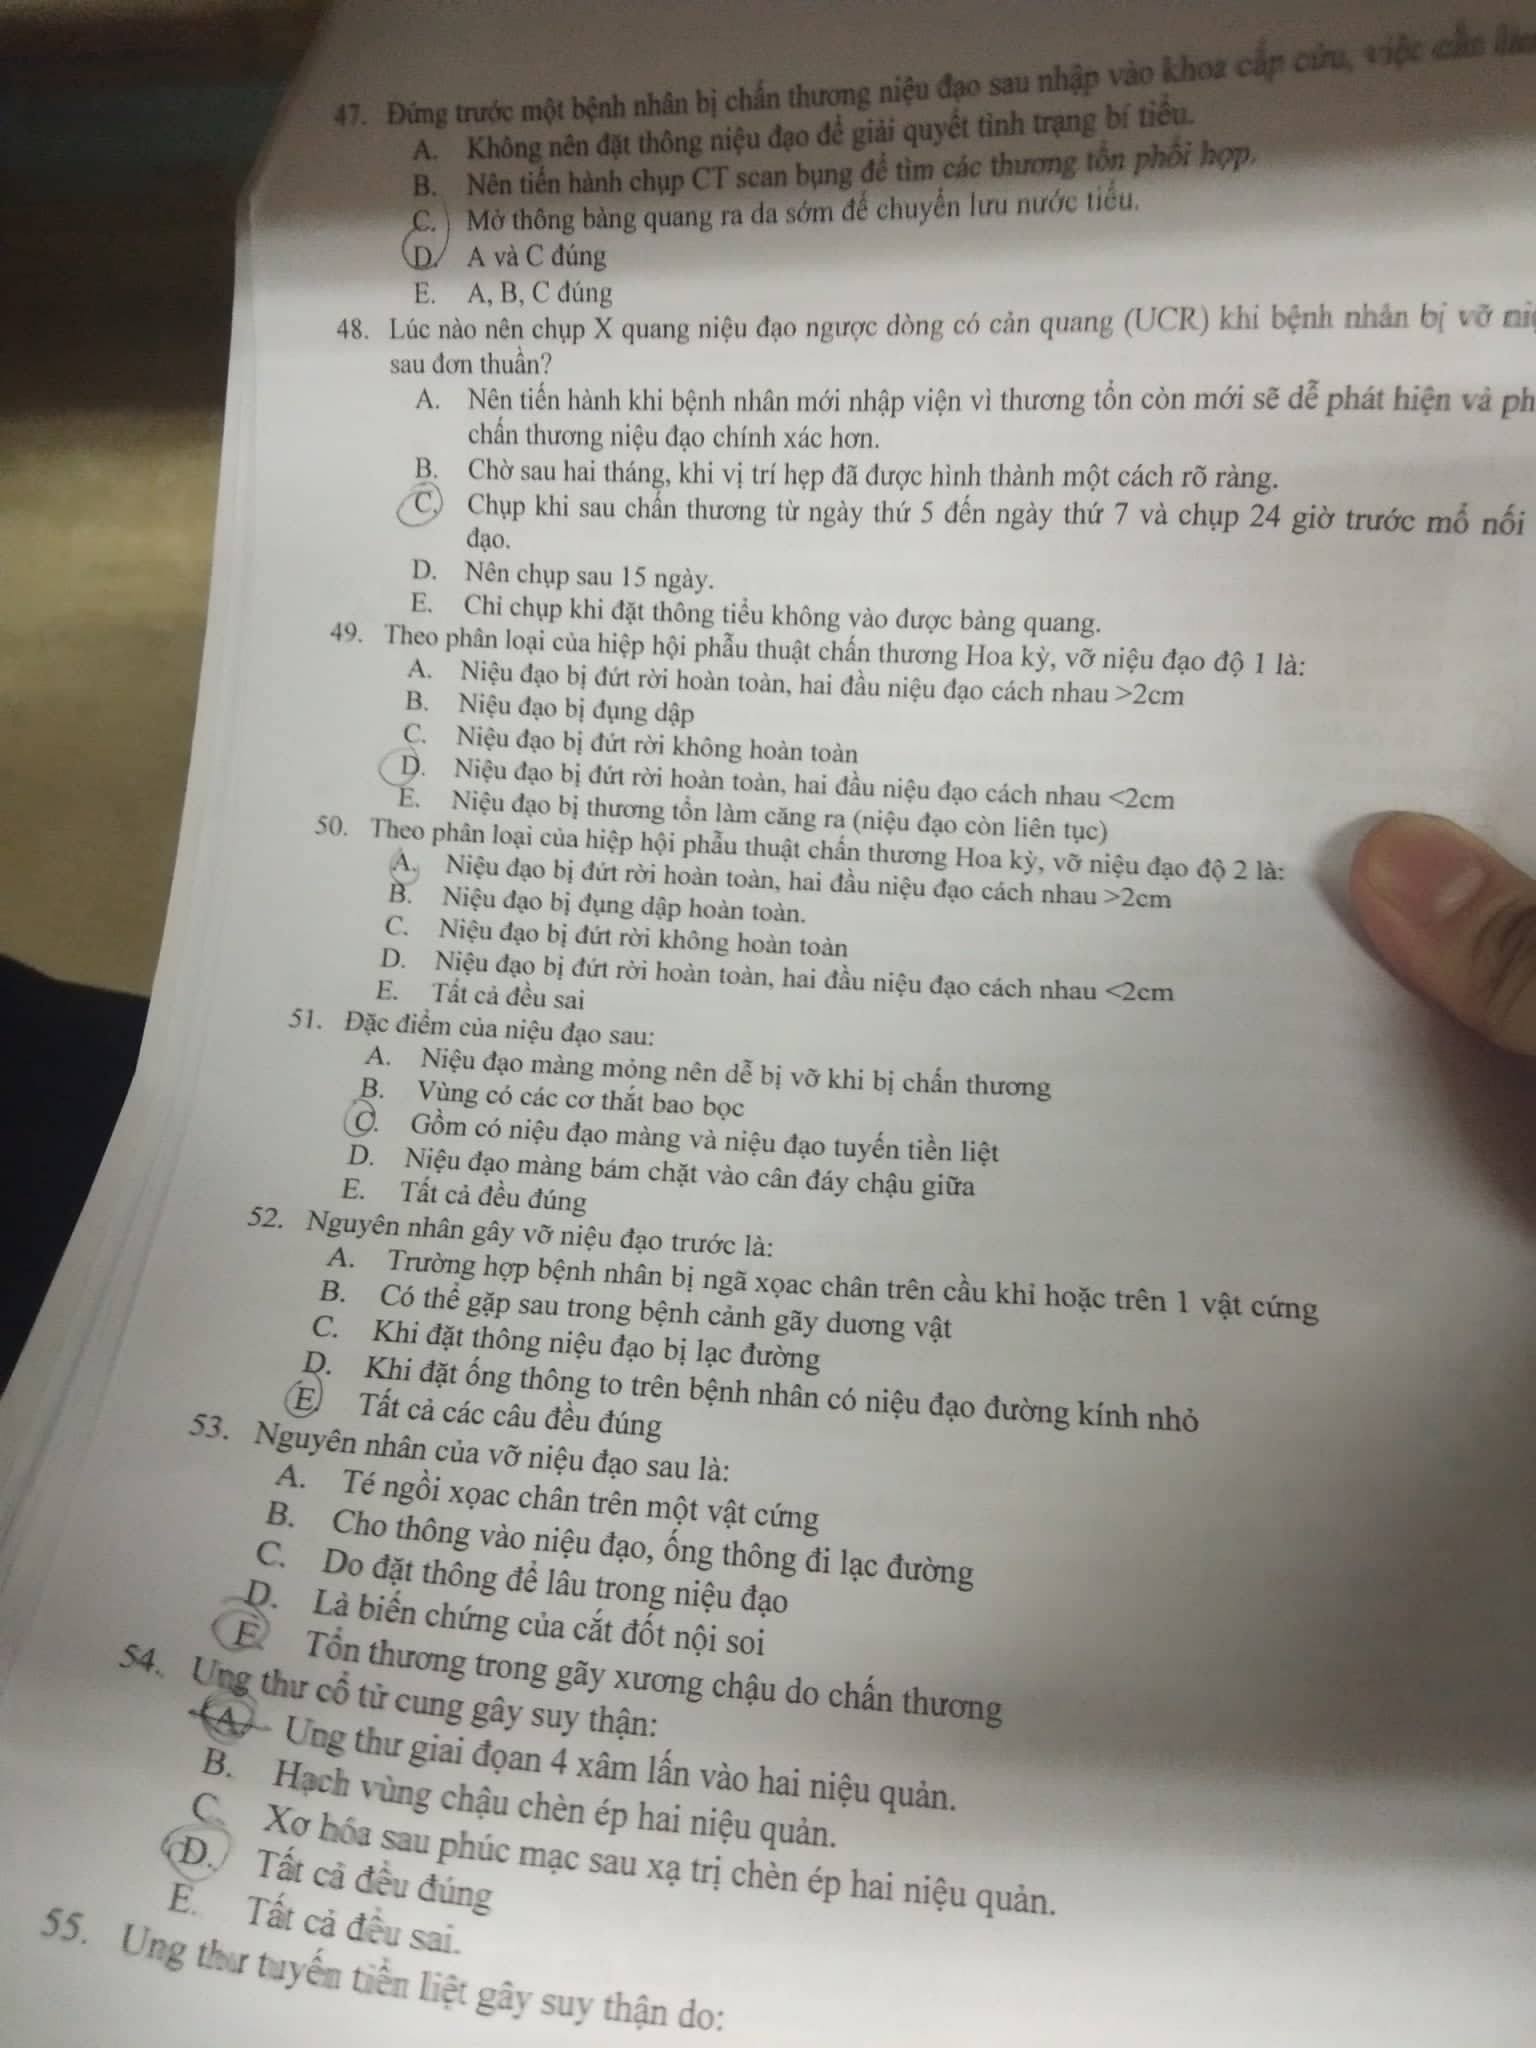 47. Đứng trước một bệnh nhân bị chấn thương niệu đạo sau nhập vào khoa cấp cứu, việc cần làm
A. Không nên đặt thông niệu đạo để giải quyết tình trạng bí tiểu.
B. Nên tiến hành chụp CT scan bụng để tìm các thương tổn phối hợp.
C. Mở thông bàng quang ra da sớm để chuyển lưu nước tiểu.
D. A và C đúng
E. A, B, C đúng
48. Lúc nào nên chụp X quang niệu đạo ngược dòng có cản quang (UCR) khi bệnh nhân bị vỡ
sau đơn thuần?
A. Nên tiến hành khi bệnh nhân mới nhập viện vì thương tổn còn mới sẽ dễ phát hiện và
chấn thương niệu đạo chính xác hơn.
B. Chờ sau hai tháng, khi vị trí hẹp đã được hình thành một cách rõ ràng.
C. Chụp khi sau chấn thương từ ngày thứ 5 đến ngày thứ 7 và chụp 24 giờ trước mổ nối
đạo.
D. Nên chụp sau 15 ngày.
E. Chỉ chụp khi đặt thông tiểu không vào được bàng quang.
49. Theo phân loại của hiệp hội phẫu thuật chấn thương Hoa kỳ, vỡ niệu đạo độ 1 là:
A. Niệu đạo bị đứt rời hoàn toàn, hai đầu niệu đạo cách nhau >2cm
B. Niệu đạo bị đụng dập
C. Niệu đạo bị đứt rời không hoàn toàn
D. Niệu đạo bị đứt rời hoàn toàn, hai đầu niệu đạo cách nhau <2cm
E. Niệu đạo bị thương tổn làm căng ra (niệu đạo còn liên tục)
50. Theo phân loại của hiệp hội phẫu thuật chấn thương Hoa kỳ, vỡ niệu đạo độ 2 là:
A. Niệu đạo bị đứt rời hoàn toàn, hai đầu niệu đạo cách nhau >2cm
B. Niệu đạo bị đụng dập hoàn toàn.
C. Niệu đạo bị đứt rời không hoàn toàn
D. Niệu đạo bị đứt rời hoàn toàn, hai đầu niệu đạo cách nhau <2cm
E. Tất cả đều sai
51. Đặc điểm của niệu đạo sau:
A. Niệu đạo màng mỏng nên dễ bị vỡ khi bị chấn thương
B. Vùng có các cơ thắt bao bọc
C. Gồm có niệu đạo màng và niệu đạo tuyến tiền liệt
D. Niệu đạo màng bám chặt vào cân đáy chậu giữa
E. Tất cả đều đúng
52. Nguyên nhân gây vỡ niệu đạo trước là:
A. Trường hợp bệnh nhân bị ngã xọac chân trên cầu khỉ hoặc trên 1 vật cứng
B. Có thể gặp sau trong bệnh cảnh gãy duơng vật
C. Khi đặt thông niệu đạo bị lạc đường
D. Khi đặt ống thông to trên bệnh nhân có niệu đạo đường kính nhỏ
E. Tất cả các câu đều đúng
53. Nguyên nhân của vỡ niệu đạo sau là:
A. Té ngồi xọac chân trên một vật cứng
B. Cho thông vào niệu đạo, ống thông đi lạc đường
C. Do đặt thông để lâu trong niệu đạo
D. Là biến chứng của cắt đốt nội soi
E. Tổn thương trong gãy xương chậu do chấn thương
54. Ung thư cổ tử cung gây suy thận:
A. Ung thư giai đọan 4 xâm lấn vào hai niệu quản.
B. Hạch vùng chậu chèn ép hai niệu quản.
C. Xơ hóa sau phúc mạc sau xạ trị chèn ép hai niệu quản.
D. Tất cả đều đúng
E. Tất cả đều sai.
55. Ung thư tuyến tiền liệt gây suy thận do: